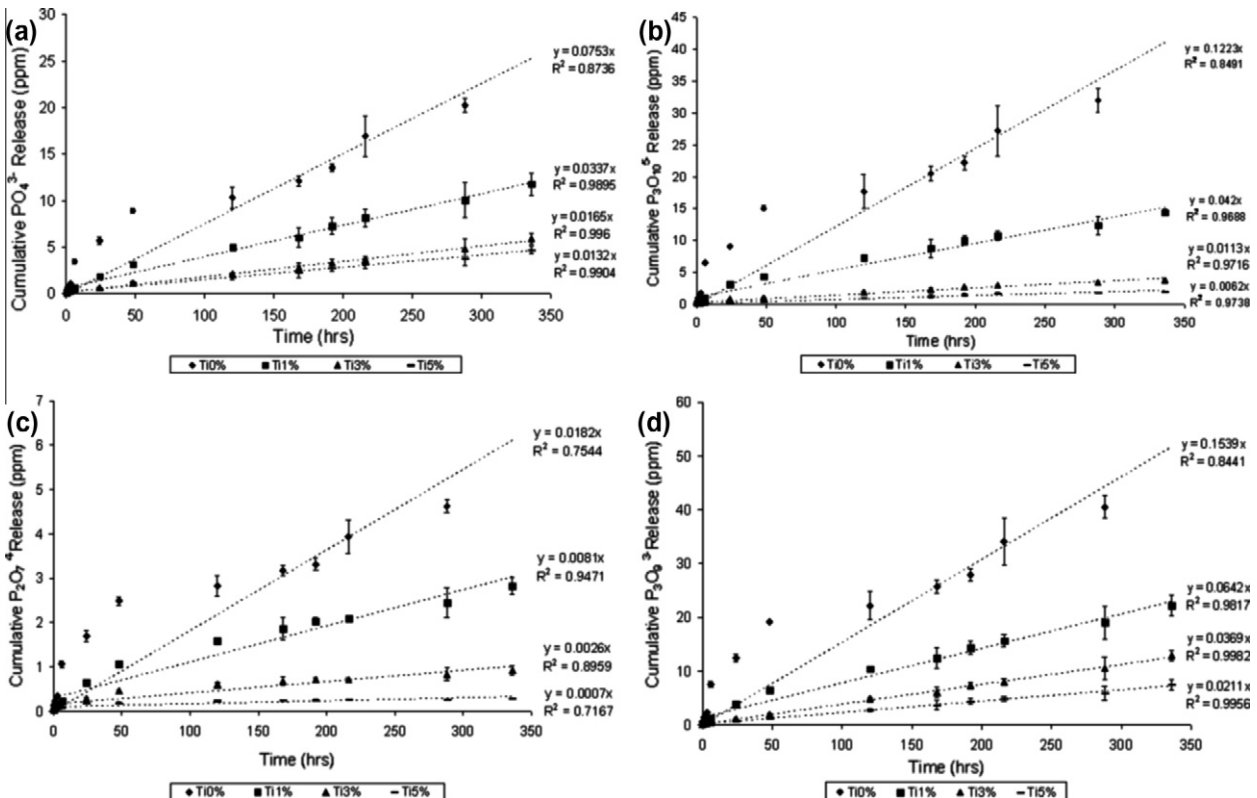 (a)
Cumulative PO₄³⁻ Release (ppm)
30
25
20
15
10
5
0
0 50 100 150 200 250 300 350
Time (hrs)
y = 0.0753x
R² = 0.8736
y = 0.0337x
R² = 0.9895
y = 0.0165x
R² = 0.996
y = 0.0132x
R² = 0.9904
Ti0% Ti1% Ti3% Ti5%
(b)
Cumulative P₃O₁₀⁵⁻ Release (ppm)
45
40
35
30
25
20
15
10
5
0
0 50 100 150 200 250 300 350
Time (hrs)
y = 0.1223x
R² = 0.8491
y = 0.042x
R² = 0.9688
y = 0.0113x
R² = 0.9716
y = 0.0062x
R² = 0.9738
Ti0% Ti1% Ti3% Ti5%
(c)
Cumulative P₂O₇⁴ Release (ppm)
7
6
5
4
3
2
1
0
0 50 100 150 200 250 300 350
Time (hrs)
y = 0.0182x
R² = 0.7544
y = 0.0081x
R² = 0.9471
y = 0.0026x
R² = 0.8959
y = 0.0007x
R² = 0.7167
Ti0% Ti1% Ti3% Ti5%
(d)
Cumulative P₃O₉³ Release (ppm)
60
50
40
30
20
10
0
0 50 100 150 200 250 300 350
Time (hrs)
y = 0.1539x
R² = 0.8441
y = 0.0642x
R² = 0.9817
y = 0.0369x
R² = 0.9982
y = 0.0211x
R² = 0.9956
Ti0% Ti1% Ti3% Ti5%